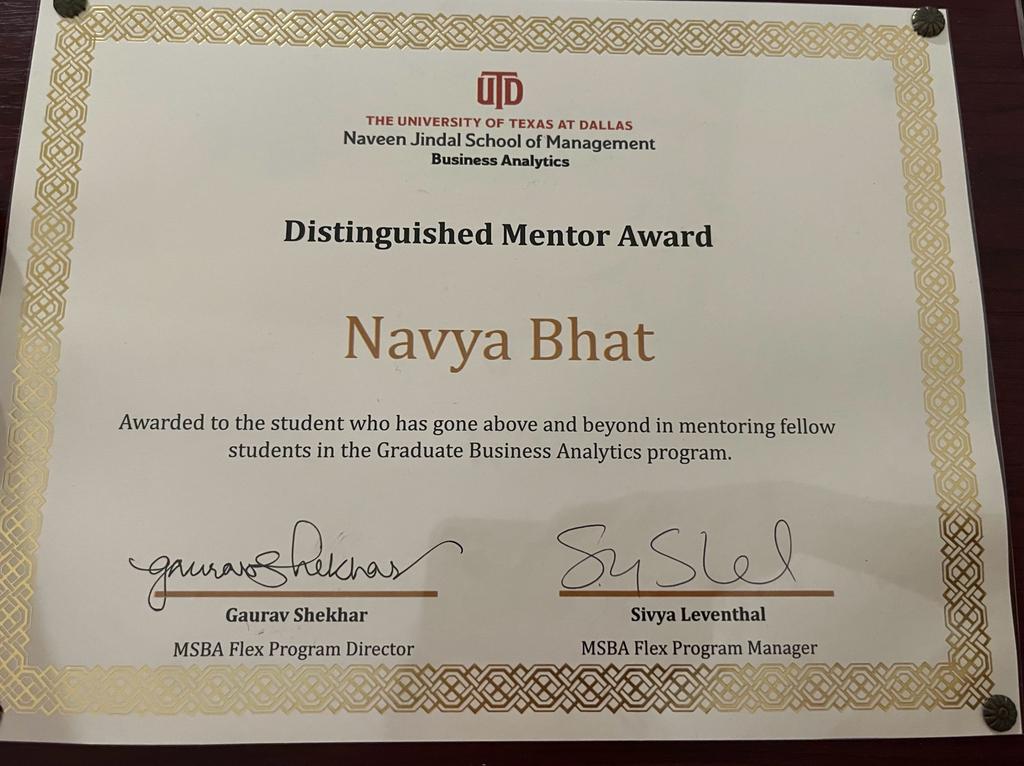 UTD
THE UNIVERSITY OF TEXAS AT DALLAS
Naveen Jindal School of Management
Business Analytics
Distinguished Mentor Award
Navya Bhat
Awarded to the student who has gone above and beyond in mentoring fellow
students in the Graduate Business Analytics program.
gaurav Shekhar
Gaurav Shekhar
MSBA Flex Program Director
Sivya Leventhal
MSBA Flex Program Manager